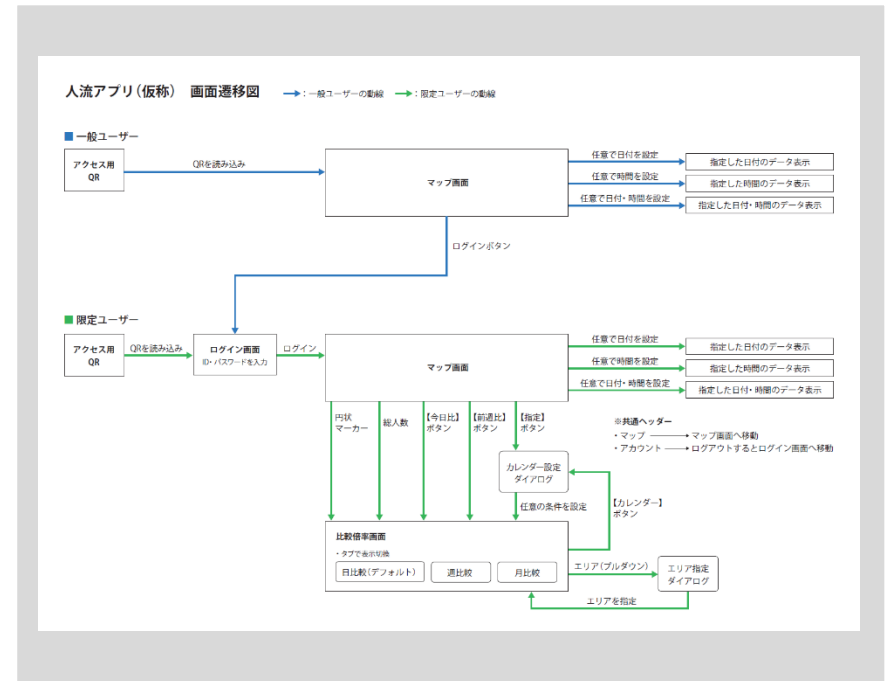 人流アプリ(仮称) 画面遷移図
:一般ユーザーの動線
:限定ユーザーの動線
一般ユーザー
アクセス用
QR
QRを読み込み
マップ画面
任意で日付を設定
指定した日付のデータ表示
任意で時間を設定
指定した時間のデータ表示
任意で日付・時間を設定
指定した日付・時間のデータ表示
ログインボタン
限定ユーザー
アクセス用
QR
QRを読み込み
ログイン画面
ID・パスワードを入力
ログイン
マップ画面
任意で日付を設定
指定した日付のデータ表示
任意で時間を設定
指定した時間のデータ表示
任意で日付・時間を設定
指定した日付・時間のデータ表示
円状
マーカー
総人数
【今日比】
ボタン
【前週比】
ボタン
【指定】
ボタン
※共通ヘッダー
・マップ マップ画面へ移動
・アカウント ログアウトするとログイン画面へ移動
カレンダー設定
ダイアログ
任意の条件を設定
【カレンダー】
ボタン
比較倍率画面
・タブで表示切換
日比較(デフォルト)
週比較
月比較
エリア(プルダウン)
エリア指定
ダイアログ
エリアを指定